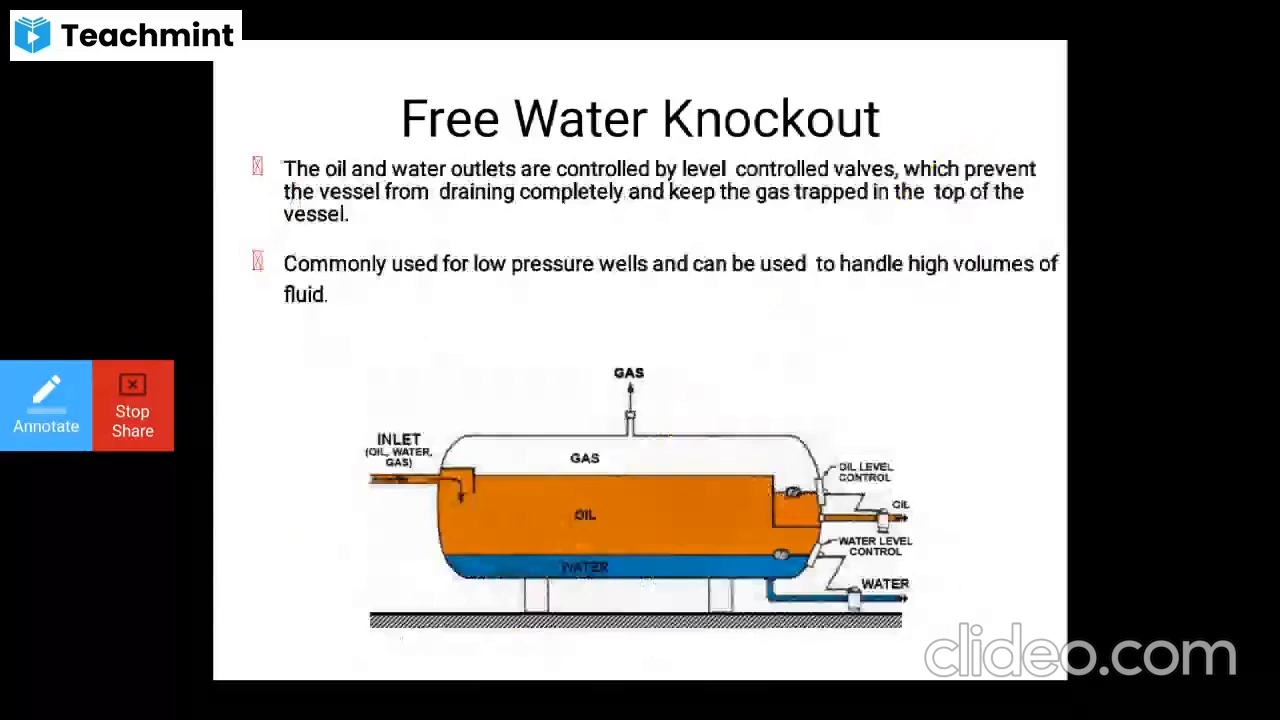 Teachmint
Free Water Knockout
The oil and water outlets are controlled by level controlled valves, which prevent
the vessel from draining completely and keep the gas trapped in the top of the
vessel.
Commonly used for low pressure wells and can be used to handle high volumes of
fluid.
Annotate
Stop
Share
GAS
INLET
(OIL, WATER,
GAS)
GAS
OIL LEVEL
CONTROL
OIL
OIL
WATER LEVEL
CONTROL
WATER
WATER
clideo.com